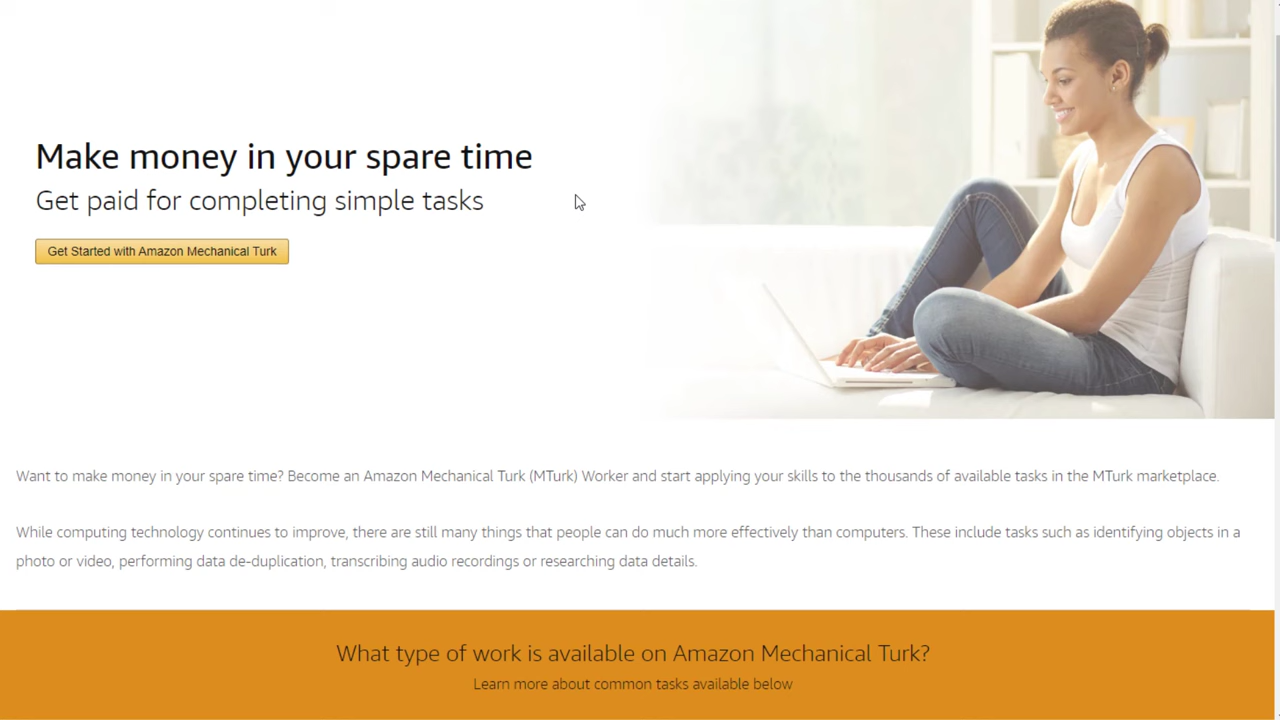 Make money in your spare time
Get paid for completing simple tasks
Get Started with Amazon Mechanical Turk
Want to make money in your spare time? Become an Amazon Mechanical Turk (MTurk) Worker and start applying your skills to the thousands of available tasks in the MTurk marketplace.
While computing technology continues to improve, there are still many things that people can do much more effectively than computers. These include tasks such as identifying objects in a
photo or video, performing data de-duplication, transcribing audio recordings or researching data details.
What type of work is available on Amazon Mechanical Turk?
Learn more about common tasks available below